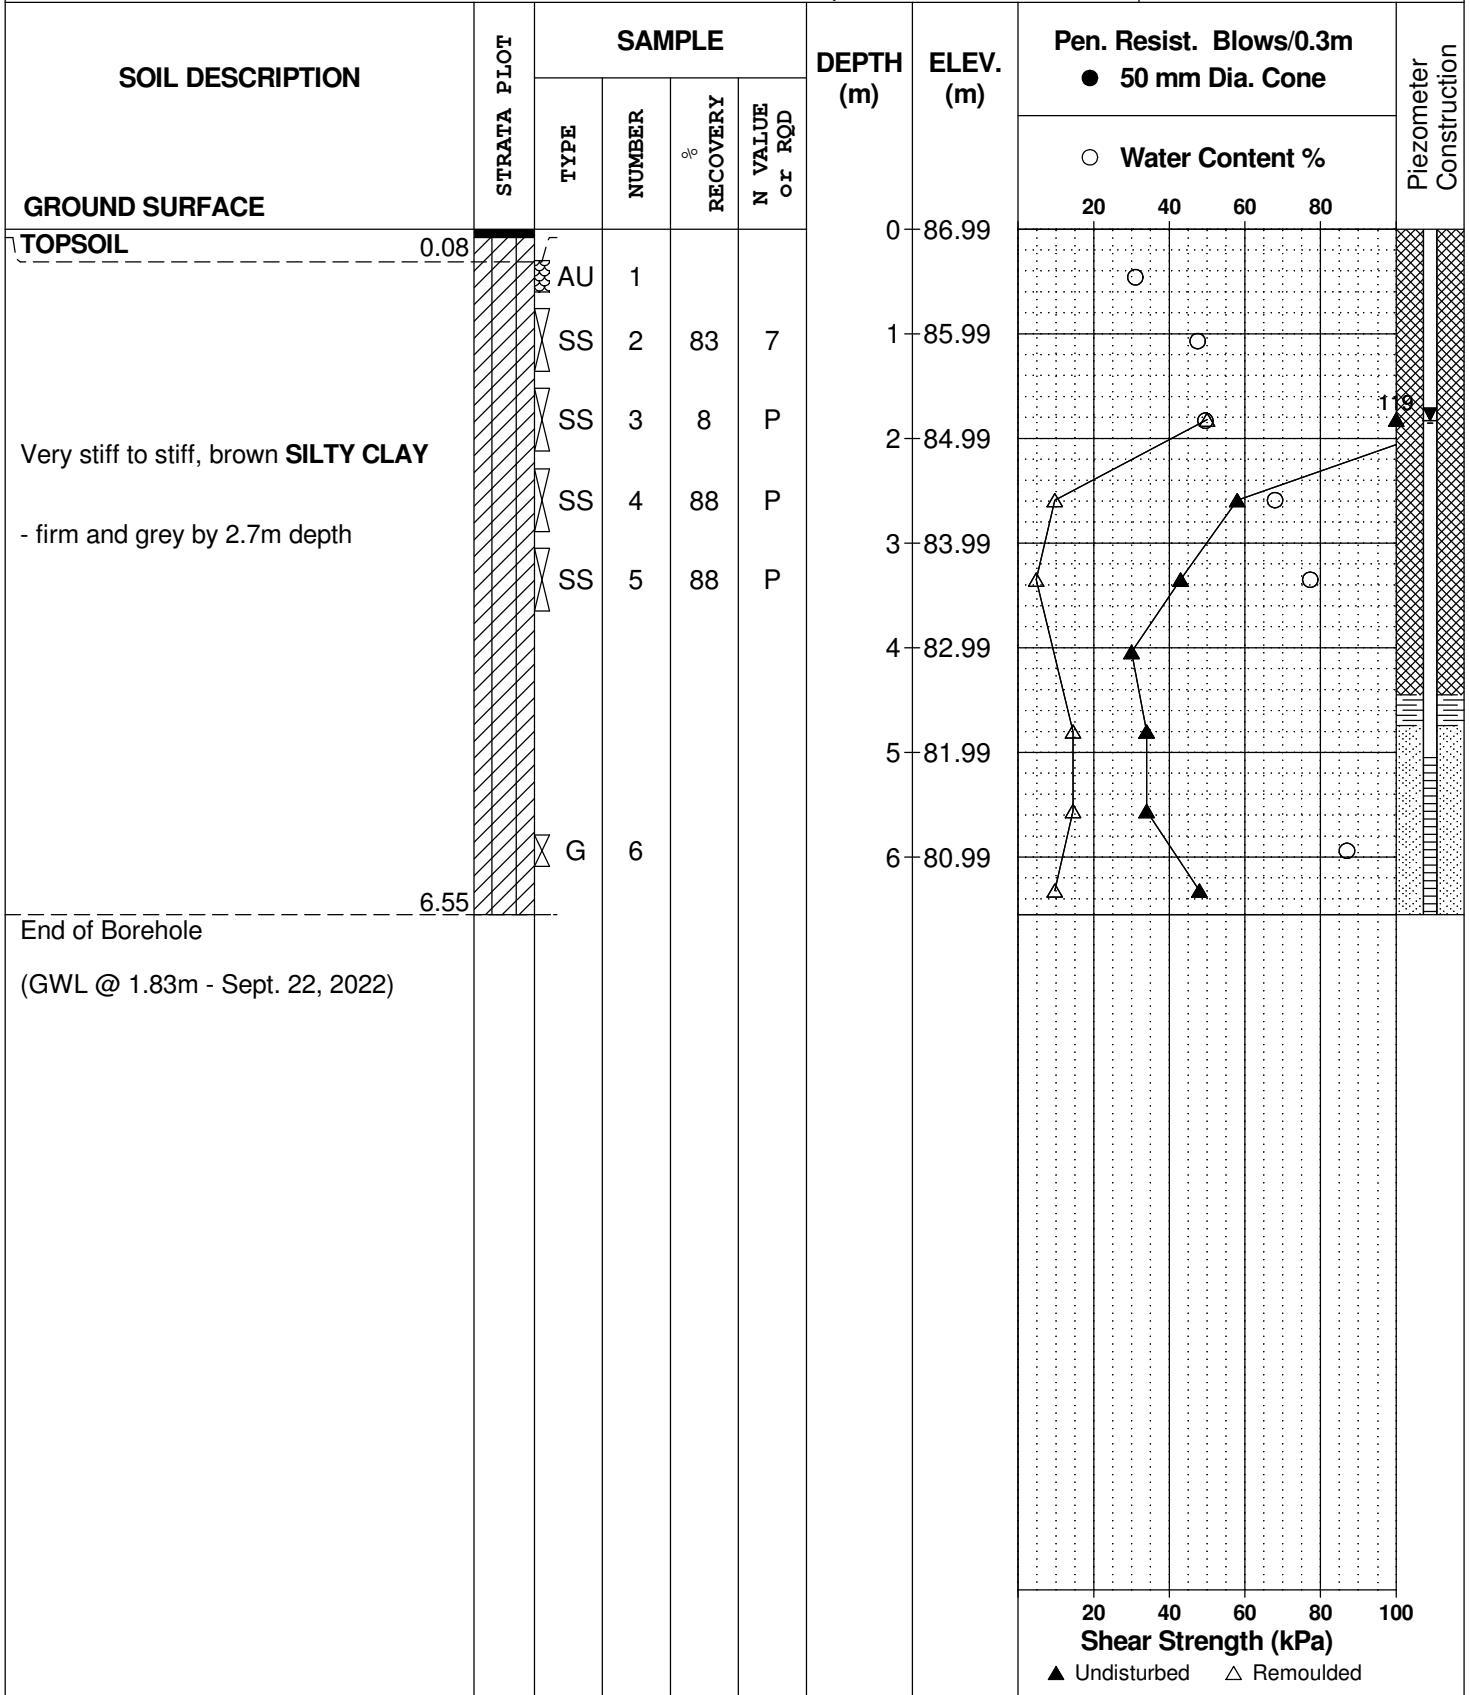 SOIL DESCRIPTION
GROUND SURFACE
STRATA PLOT
SAMPLE
TYPE
NUMBER
% RECOVERY
N VALUE or RQD
DEPTH (m)
ELEV. (m)
Pen. Resist. Blows/0.3m
● 50 mm Dia. Cone
○ Water Content %
20 40 60 80
Piezometer Construction
TOPSOIL 0.08
0 86.99
AU 1
SS 2 83 7
1 85.99
SS 3 8 P
119
2 84.99
Very stiff to stiff, brown SILTY CLAY
SS 4 88 P
- firm and grey by 2.7m depth
3 83.99
SS 5 88 P
4 82.99
5 81.99
G 6
6 80.99
6.55
End of Borehole
(GWL @ 1.83m - Sept. 22, 2022)
20 40 60 80 100
Shear Strength (kPa)
▲ Undisturbed △ Remoulded